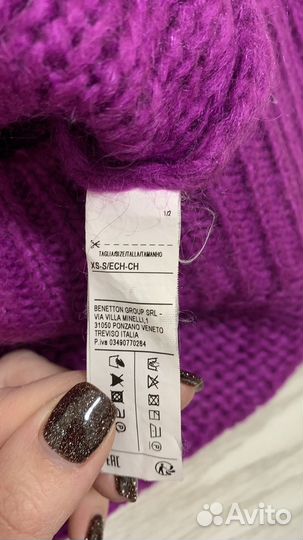 1/2
TAGLIA/SIZE/TALLA/TAMANHO
XS-S/ECH-CH
BENETTON GROUP SRL -
VIA VILLA MINELLI,1
31050 PONZANO VENETO
TREVISO ITALIA
P.iva 03490770264
EAC
Avito